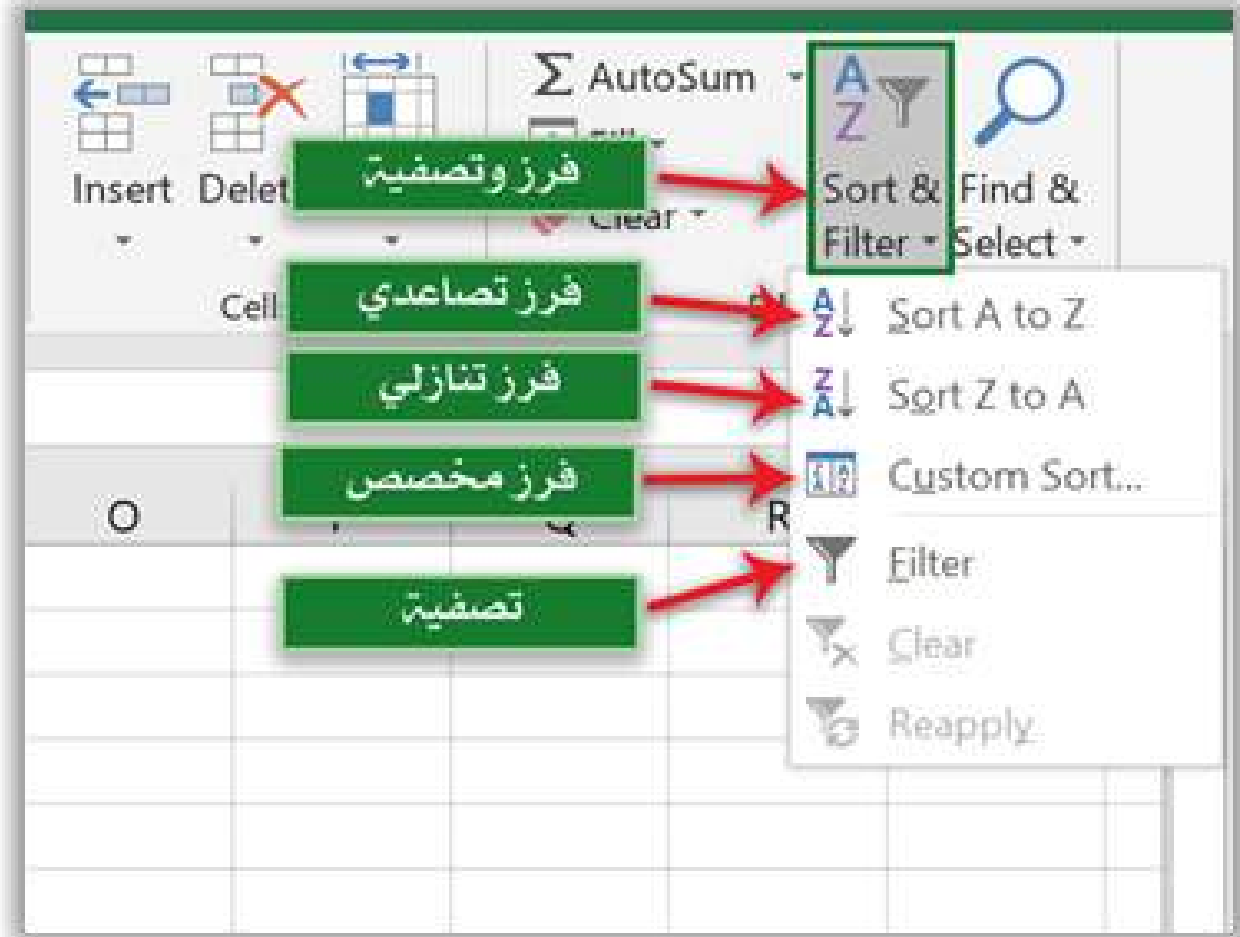 AutoSum
فرز وتصفية
Insert
Sort &
Filter
Find &
Select
Clear
فرز تصاعدي
Sort A to Z
فرز تنازلي
Sort Z to A
فرز مخصص
Custom Sort...
O
Q
R
تصفية
Filter
Clear
Reapply